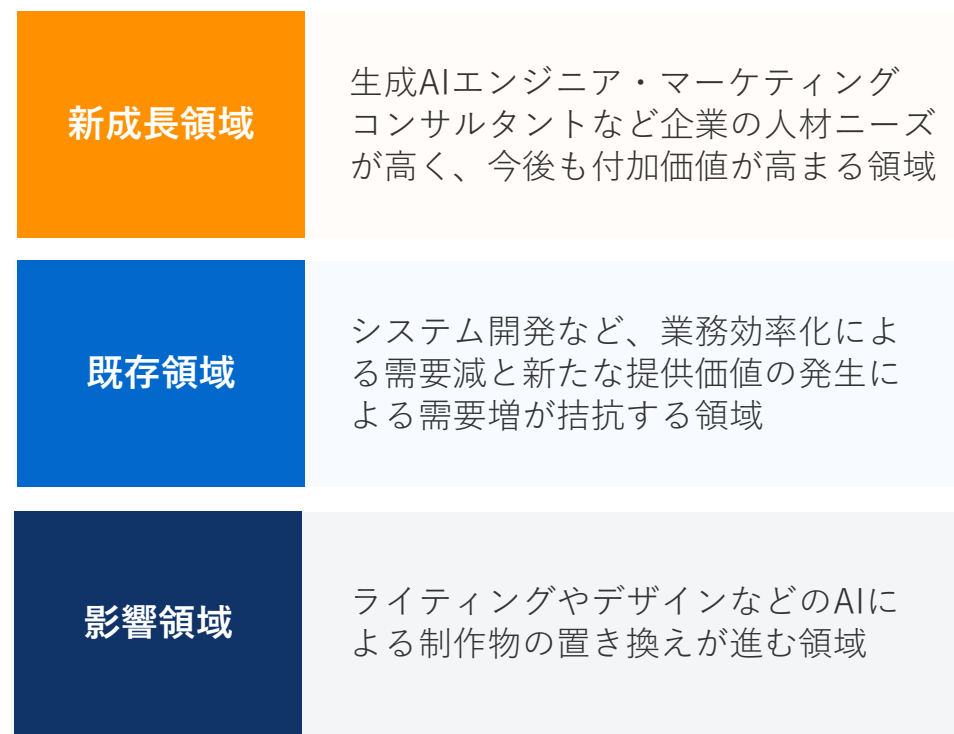 新成長領域
生成AIエンジニア・マーケティング
コンサルタントなど企業の人材ニーズ
が高く、今後も付加価値が高まる領域
既存領域
システム開発など、業務効率化によ
る需要減と新たな提供価値の発生に
よる需要増が拮抗する領域
影響領域
ライティングやデザインなどのAIに
よる制作物の置き換えが進む領域